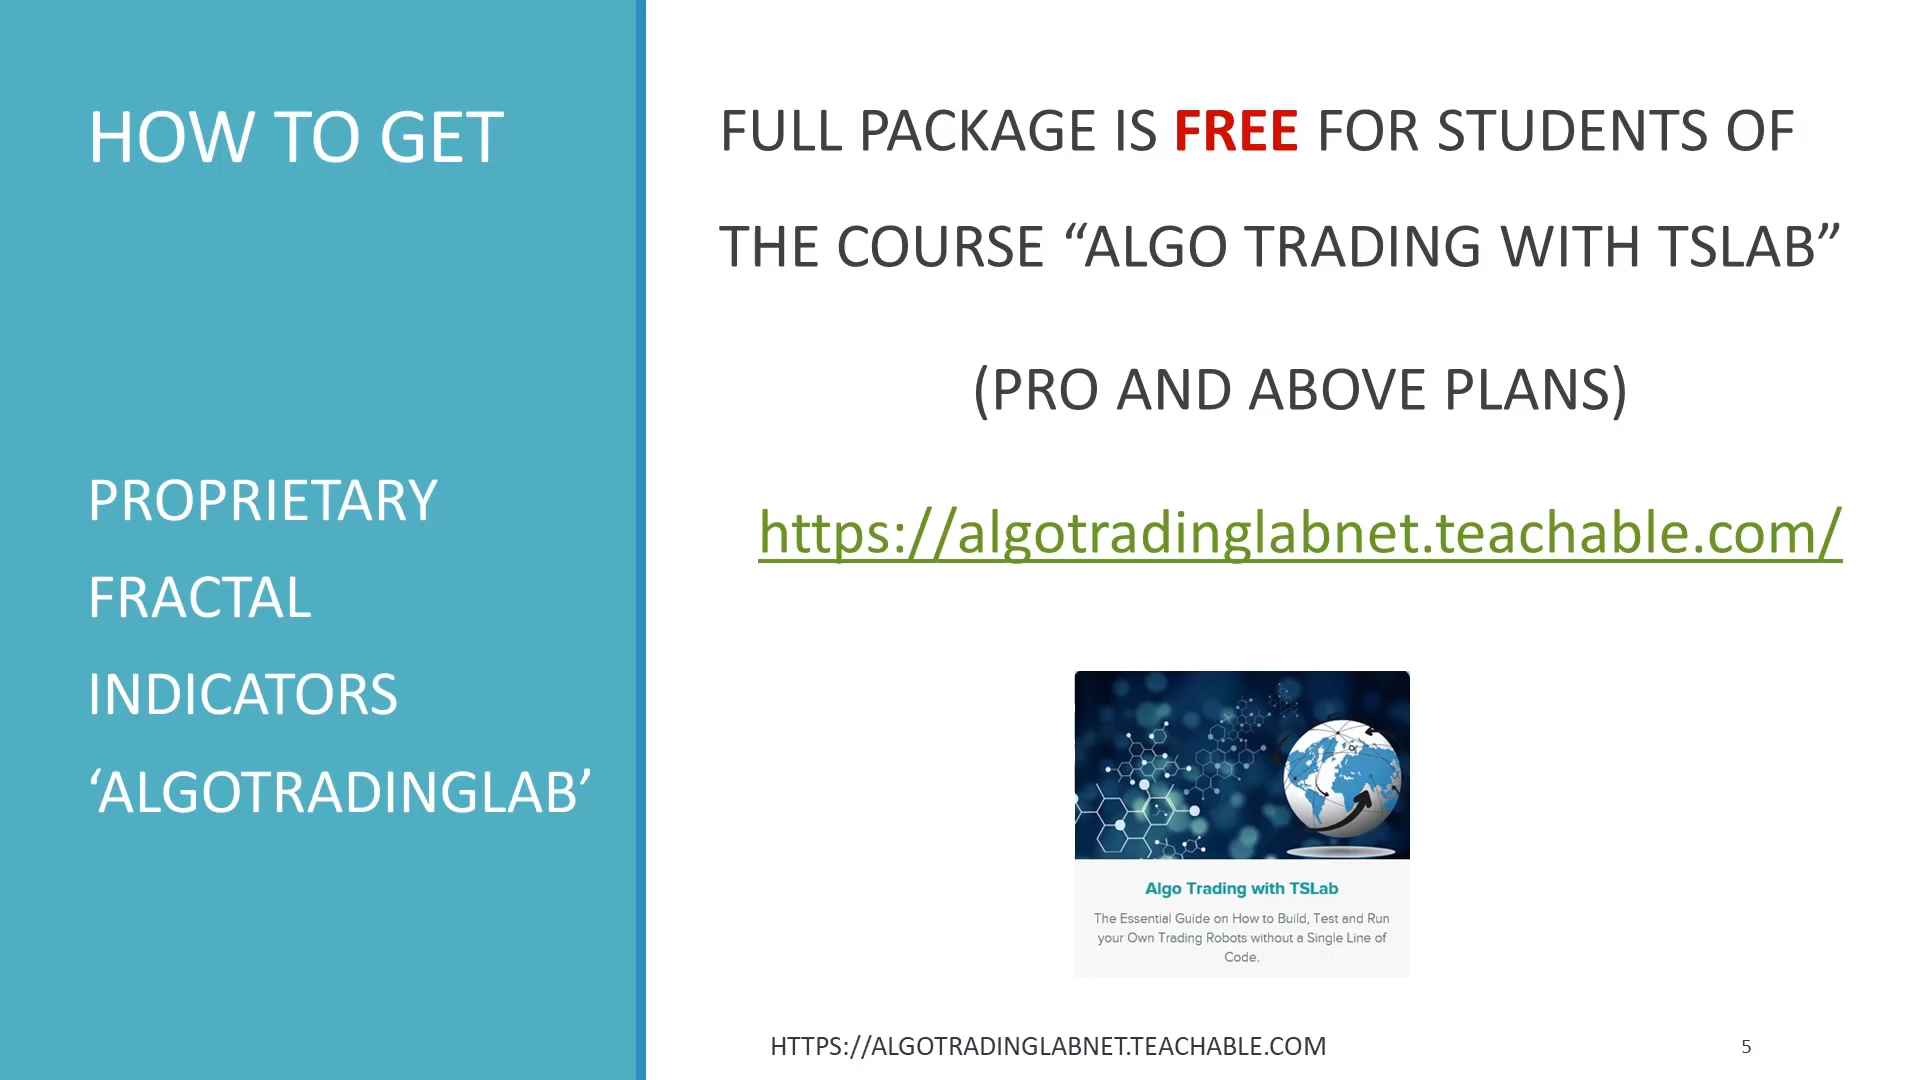 HOW TO GET
PROPRIETARY
FRACTAL
INDICATORS
‘ALGOTRADINGLAB’
FULL PACKAGE IS FREE FOR STUDENTS OF
THE COURSE “ALGO TRADING WITH TSLAB”
(PRO AND ABOVE PLANS)
https://algotradinglabnet.teachable.com/
Algo Trading with TSLab
The Essential Guide on How to Build, Test and Run
your Own Trading Robots without a Single Line of
Code.
HTTPS://ALGOTRADINGLABNET.TEACHABLE.COM
5